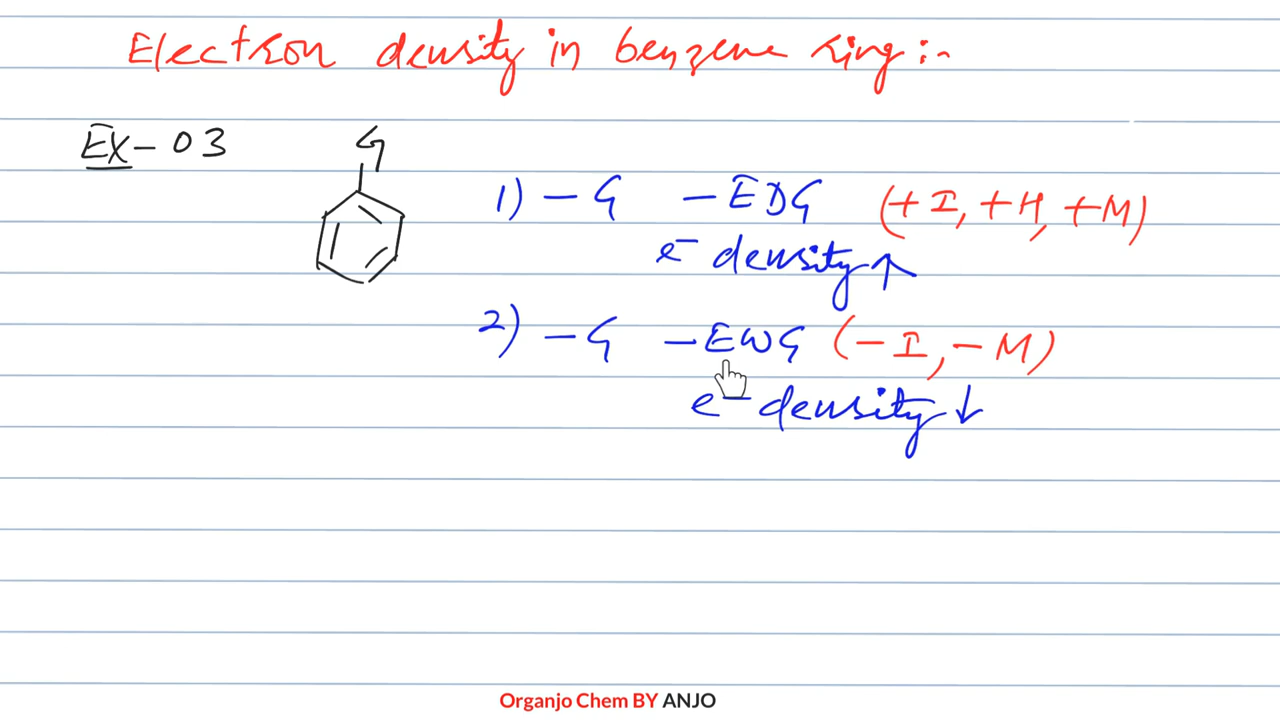 Electron density in benzene ring :-
Ex - 03
G
1) - G - EDG (+I, +H, +M)
e⁻ density ↑
2) - G - EWG (-I, -M)
e⁻ density ↓
Organjo Chem BY ANJO